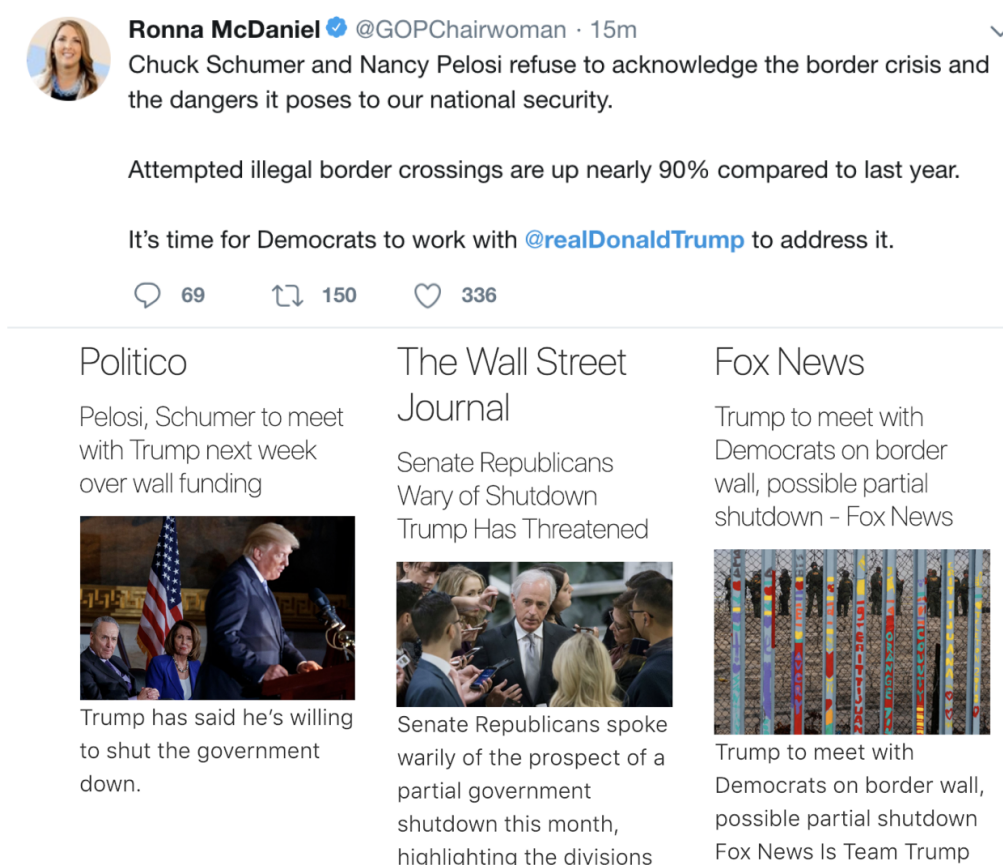 Ronna McDaniel @GOPChairwoman · 15m
Chuck Schumer and Nancy Pelosi refuse to acknowledge the border crisis and
the dangers it poses to our national security.
Attempted illegal border crossings are up nearly 90% compared to last year.
It's time for Democrats to work with @realDonaldTrump to address it.
69 150 336
Politico
Pelosi, Schumer to meet
with Trump next week
over wall funding
Trump has said he's willing
to shut the government
down.
The Wall Street
Journal
Senate Republicans
Wary of Shutdown
Trump Has Threatened
Senate Republicans spoke
warily of the prospect of a
partial government
shutdown this month,
highlighting the divisions
Fox News
Trump to meet with
Democrats on border
wall, possible partial
shutdown – Fox News
Trump to meet with
Democrats on border wall,
possible partial shutdown
Fox News Is Team Trump